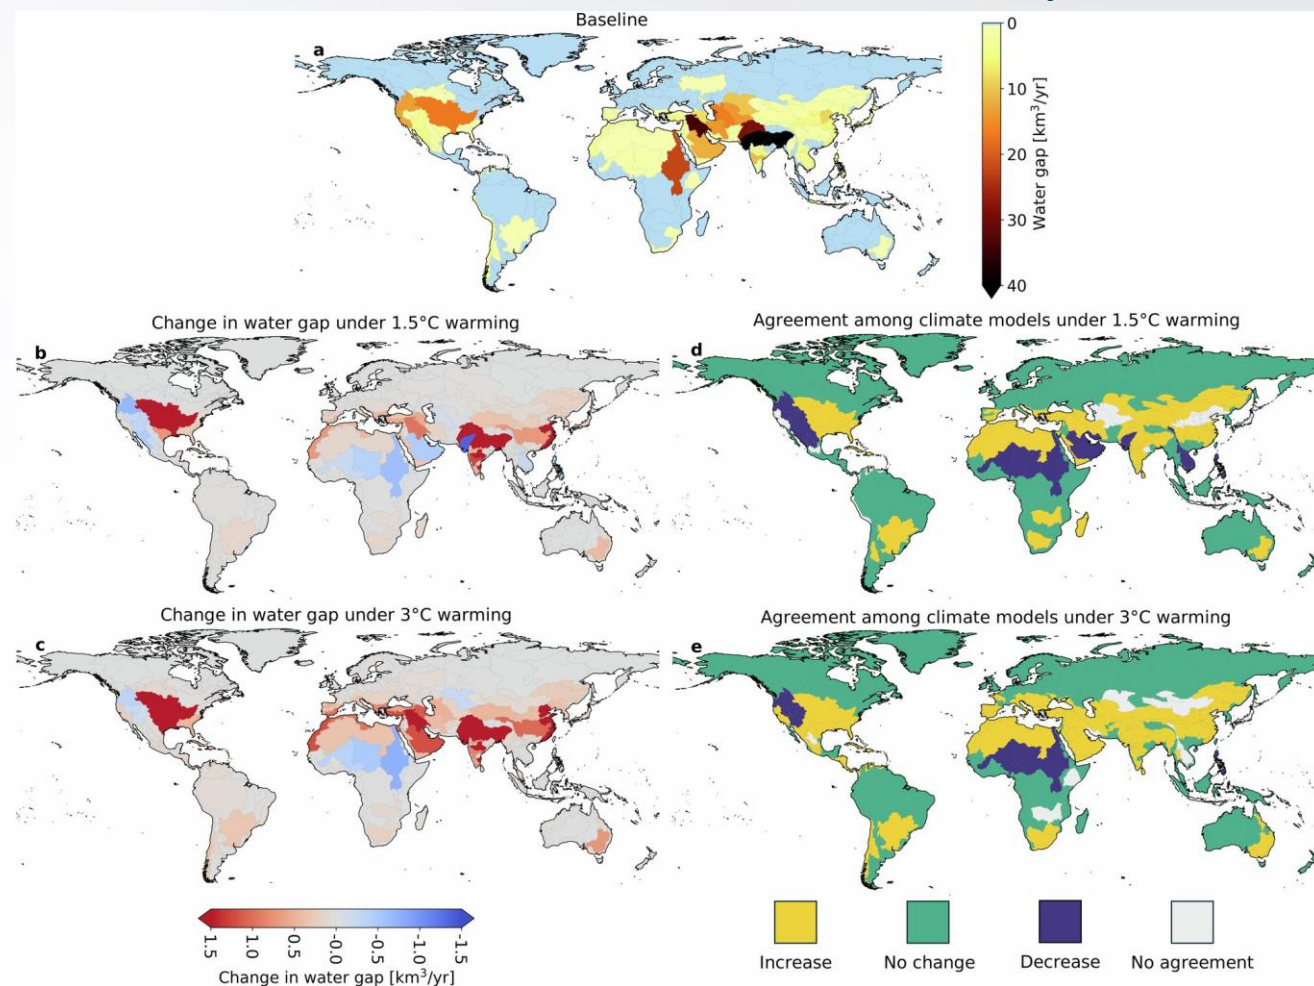 Baseline
a
0
10
20
30
40
Water gap [km³/yr]
Change in water gap under 1.5°C warming
b
Agreement among climate models under 1.5°C warming
d
Change in water gap under 3°C warming
c
Agreement among climate models under 3°C warming
e
1.5 1.0 0.5 -0.0 -0.5 -1.0 -1.5
Change in water gap [km³/yr]
Increase No change Decrease No agreement